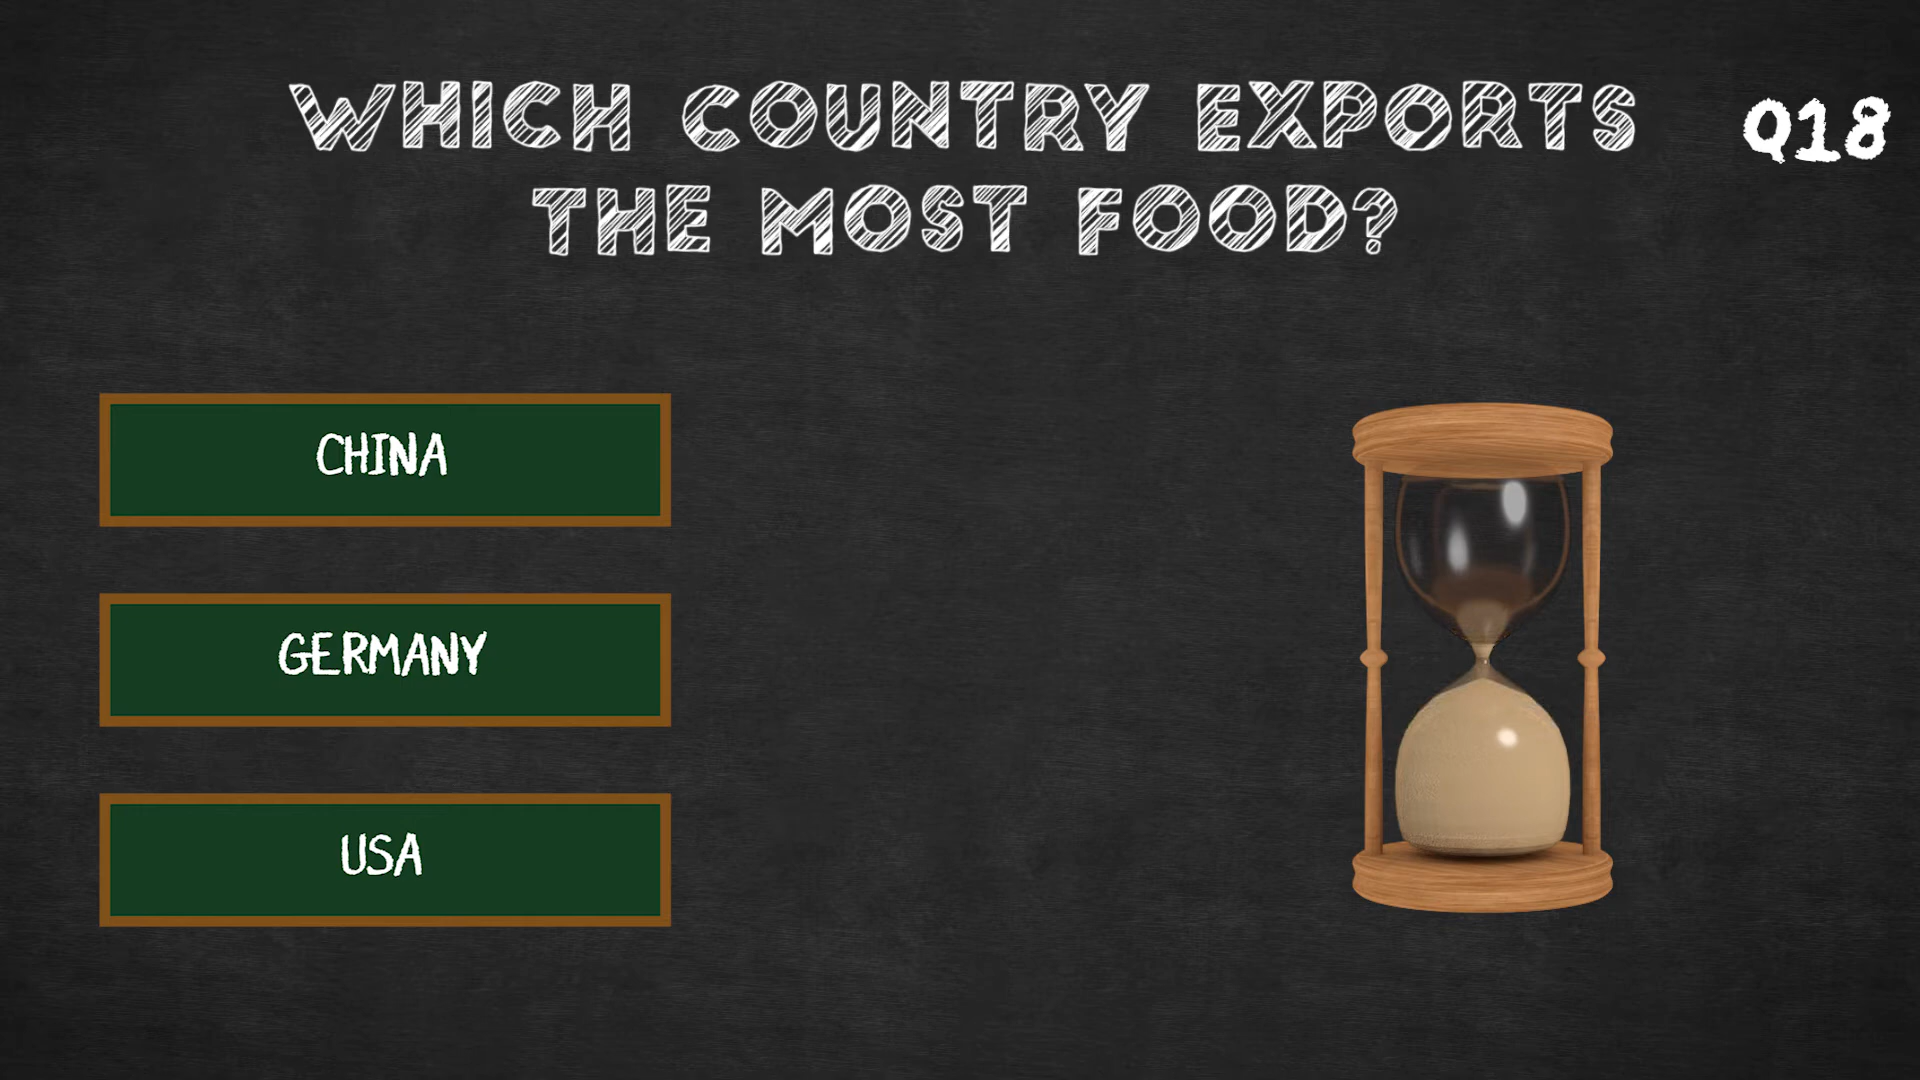 WHICH COUNTRY EXPORTS
THE MOST FOOD?
Q18
CHINA
GERMANY
USA